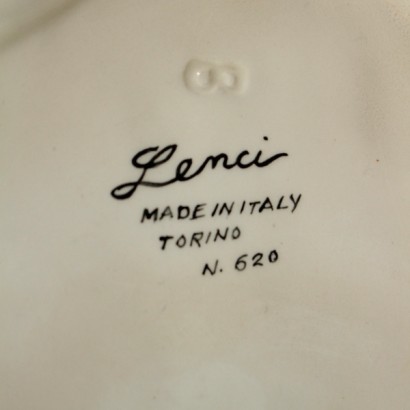 Lenci
MADE IN ITALY
TORINO
N. 620